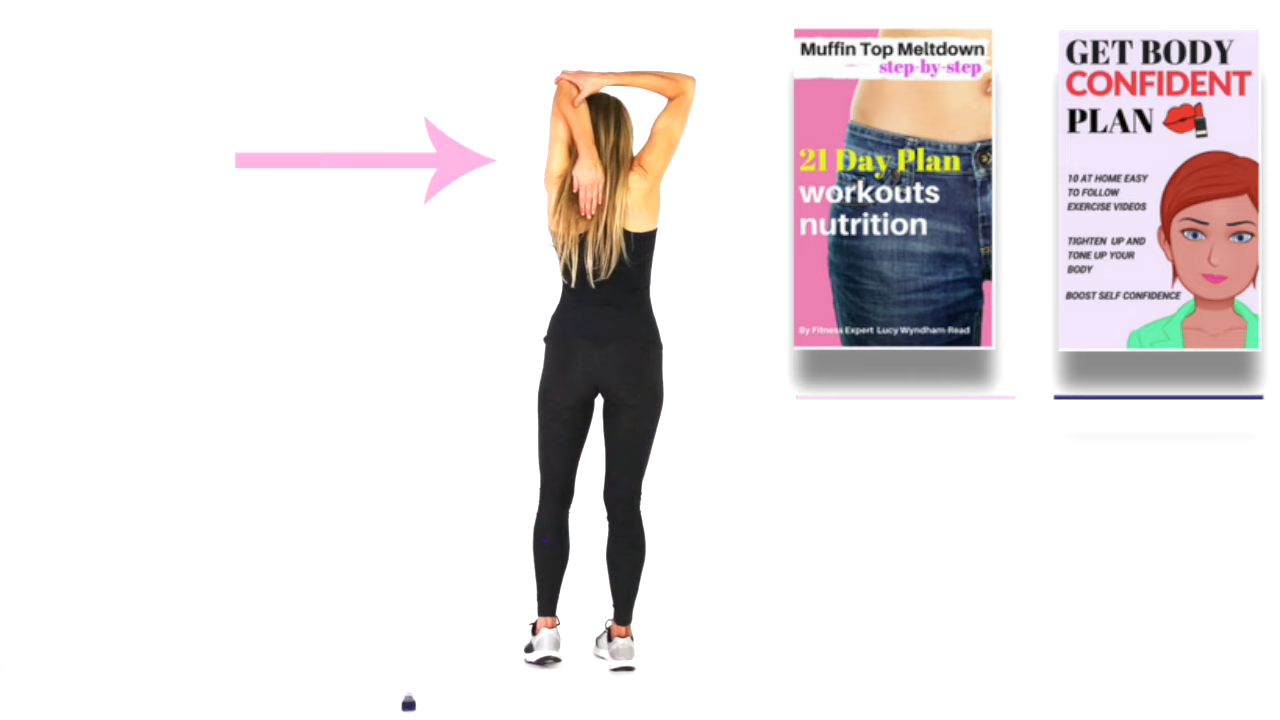 Muffin Top Meltdown
step-by-step
21 Day Plan
workouts
nutrition
By Fitness Expert Lucy Wyndham-Read
GET BODY
CONFIDENT
PLAN
10 AT HOME EASY
TO FOLLOW
EXERCISE VIDEOS
TIGHTEN UP AND
TONE UP YOUR
BODY
BOOST SELF CONFIDENCE